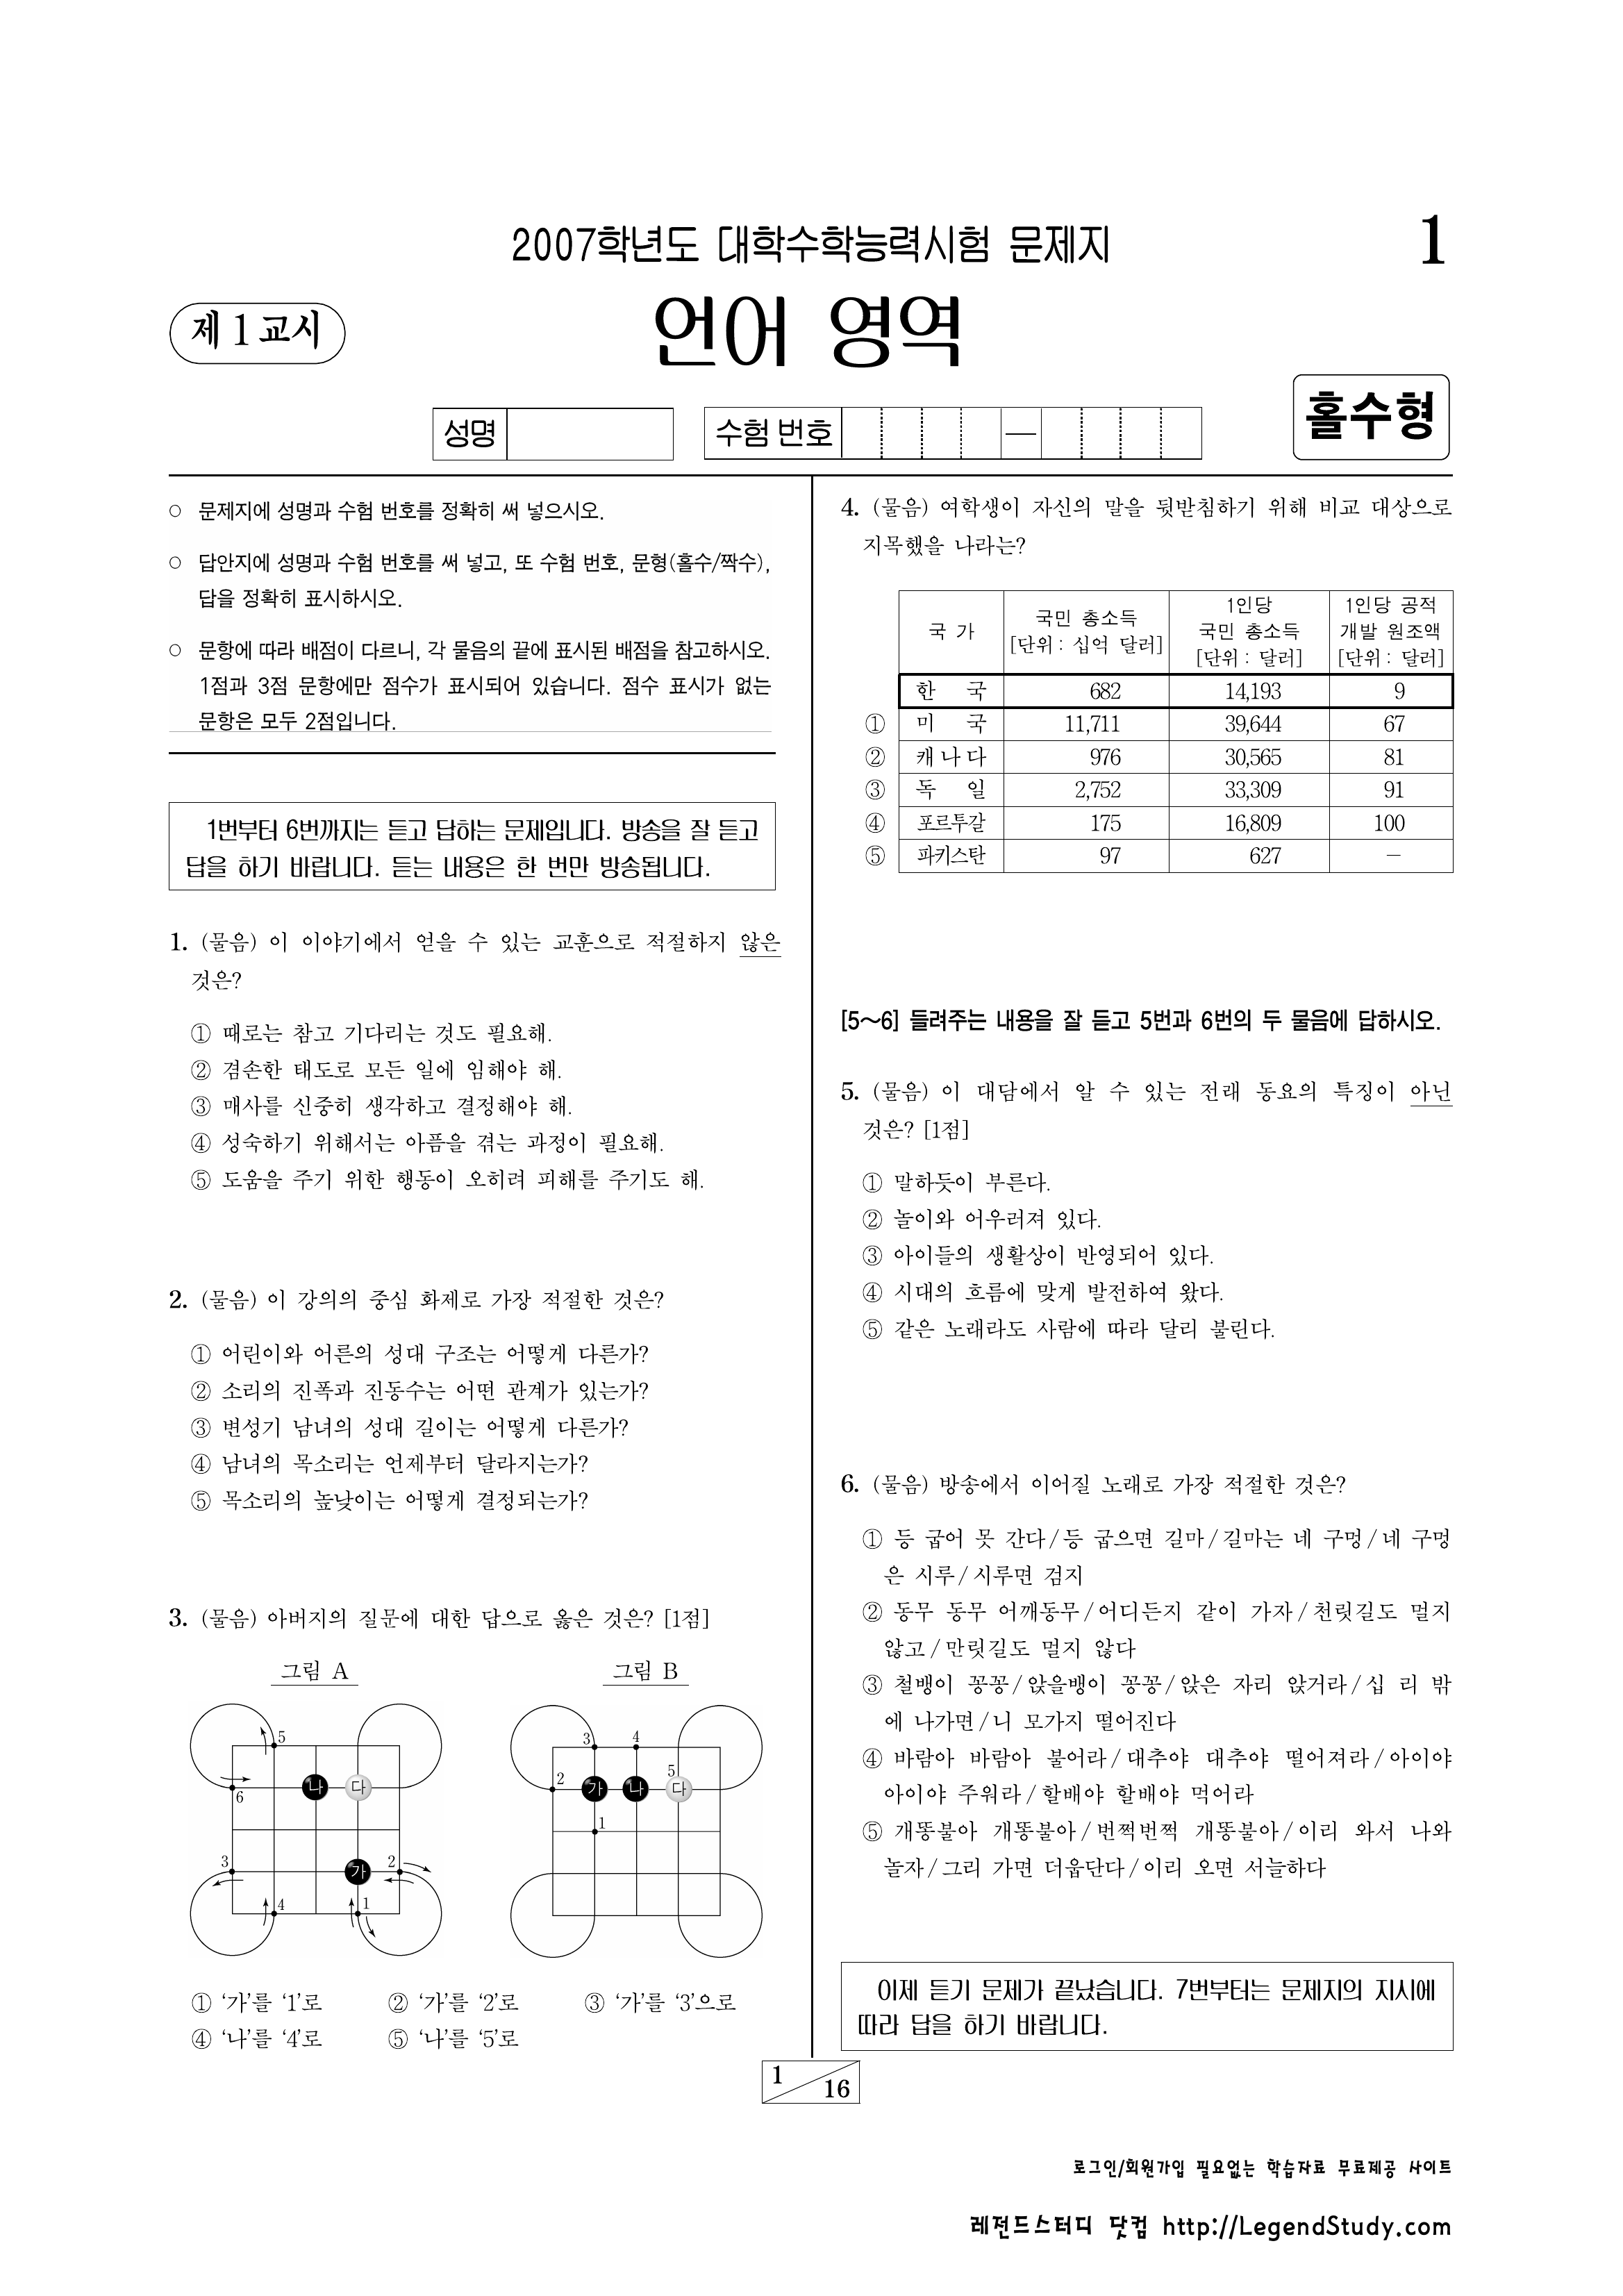 2007학년도 대학수학능력시험 문제지
1
제 1 교시
언어 영역
홀수형
성명
수험 번호
—
○ 문제지에 성명과 수험 번호를 정확히 써 넣으시오.
○ 답안지에 성명과 수험 번호를 써 넣고, 또 수험 번호, 문형(홀수/짝수),
답을 정확히 표시하시오.
○ 문항에 따라 배점이 다르니, 각 물음의 끝에 표시된 배점을 참고하시오.
1점과 3점 문항에만 점수가 표시되어 있습니다. 점수 표시가 없는
문항은 모두 2점입니다.
1번부터 6번까지는 듣고 답하는 문제입니다. 방송을 잘 듣고
답을 하기 바랍니다. 듣는 내용은 한 번만 방송됩니다.
1. (물음) 이 이야기에서 얻을 수 있는 교훈으로 적절하지 않은
것은?
① 때로는 참고 기다리는 것도 필요해.
② 겸손한 태도로 모든 일에 임해야 해.
③ 매사를 신중히 생각하고 결정해야 해.
④ 성숙하기 위해서는 아픔을 겪는 과정이 필요해.
⑤ 도움을 주기 위한 행동이 오히려 피해를 주기도 해.
2. (물음) 이 강의의 중심 화제로 가장 적절한 것은?
① 어린이와 어른의 성대 구조는 어떻게 다른가?
② 소리의 진폭과 진동수는 어떤 관계가 있는가?
③ 변성기 남녀의 성대 길이는 어떻게 다른가?
④ 남녀의 목소리는 언제부터 달라지는가?
⑤ 목소리의 높낮이는 어떻게 결정되는가?
3. (물음) 아버지의 질문에 대한 답으로 옳은 것은? [1점]
그림 A
5
나 다
6
3 가 2
4 1
그림 B
3 4
2 가 나 5 다
1
① ‘가’를 ‘1’로 ② ‘가’를 ‘2’로 ③ ‘가’를 ‘3’으로
④ ‘나’를 ‘4’로 ⑤ ‘나’를 ‘5’로
4. (물음) 여학생이 자신의 말을 뒷받침하기 위해 비교 대상으로
지목했을 나라는?
국 가 국민 총소득 [단위 : 십억 달러] 1인당 국민 총소득 [단위 : 달러] 1인당 공적 개발 원조액 [단위 : 달러]
한 국 682 14,193 9
① 미 국 11,711 39,644 67
② 캐 나 다 976 30,565 81
③ 독 일 2,752 33,309 91
④ 포르투갈 175 16,809 100
⑤ 파키스탄 97 627 －
[5～6] 들려주는 내용을 잘 듣고 5번과 6번의 두 물음에 답하시오.
5. (물음) 이 대담에서 알 수 있는 전래 동요의 특징이 아닌
것은? [1점]
① 말하듯이 부른다.
② 놀이와 어우러져 있다.
③ 아이들의 생활상이 반영되어 있다.
④ 시대의 흐름에 맞게 발전하여 왔다.
⑤ 같은 노래라도 사람에 따라 달리 불린다.
6. (물음) 방송에서 이어질 노래로 가장 적절한 것은?
① 등 굽어 못 간다/등 굽으면 길마/길마는 네 구멍/네 구멍
은 시루/시루면 검지
② 동무 동무 어깨동무/어디든지 같이 가자/천릿길도 멀지
않고/만릿길도 멀지 않다
③ 철뱅이 꽁꽁/앉을뱅이 꽁꽁/앉은 자리 앉거라/십 리 밖
에 나가면/니 모가지 떨어진다
④ 바람아 바람아 불어라/대추야 대추야 떨어져라/아이야
아이야 주워라/할배야 할배야 먹어라
⑤ 개똥불아 개똥불아/번쩍번쩍 개똥불아/이리 와서 나와
놀자/그리 가면 더웁단다/이리 오면 서늘하다
이제 듣기 문제가 끝났습니다. 7번부터는 문제지의 지시에
따라 답을 하기 바랍니다.
1
16
로그인/회원가입 필요없는 학습자료 무료제공 사이트
레전드스터디 닷컴 http://LegendStudy.com